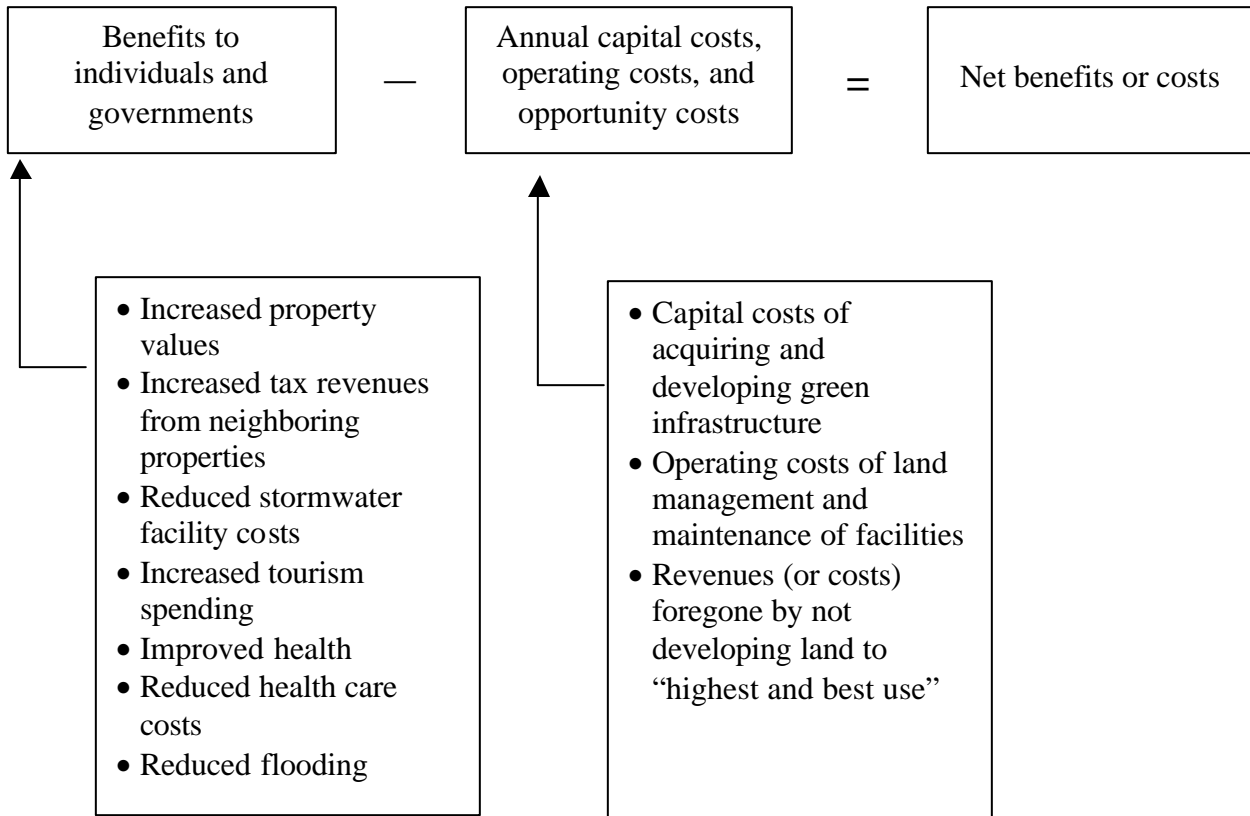 Benefits to
individuals and
governments
—
Annual capital costs,
operating costs, and
opportunity costs
=
Net benefits or costs
• Increased property
values
• Increased tax revenues
from neighboring
properties
• Reduced stormwater
facility costs
• Increased tourism
spending
• Improved health
• Reduced health care
costs
• Reduced flooding
• Capital costs of
acquiring and
developing green
infrastructure
• Operating costs of land
management and
maintenance of facilities
• Revenues (or costs)
foregone by not
developing land to
“highest and best use”